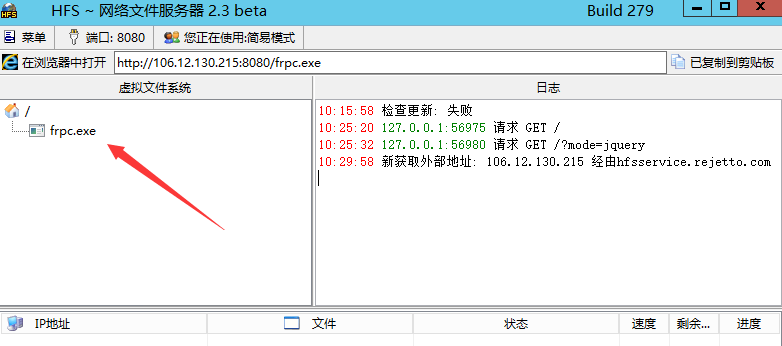 HFS ~ 网络文件服务器 2.3 beta Build 279
菜单 端口: 8080 您正在使用:简易模式
在浏览器中打开 http://106.12.130.215:8080/frpc.exe 已复制到剪贴板
虚拟文件系统 日志
/
frpc.exe
10:15:58 检查更新: 失败
10:25:20 127.0.0.1:56975 请求 GET /
10:25:32 127.0.0.1:56980 请求 GET /?mode=jquery
10:29:58 新获取外部地址: 106.12.130.215 经由hfsservice.rejetto.com
IP地址 文件 状态 速度 剩余... 进度